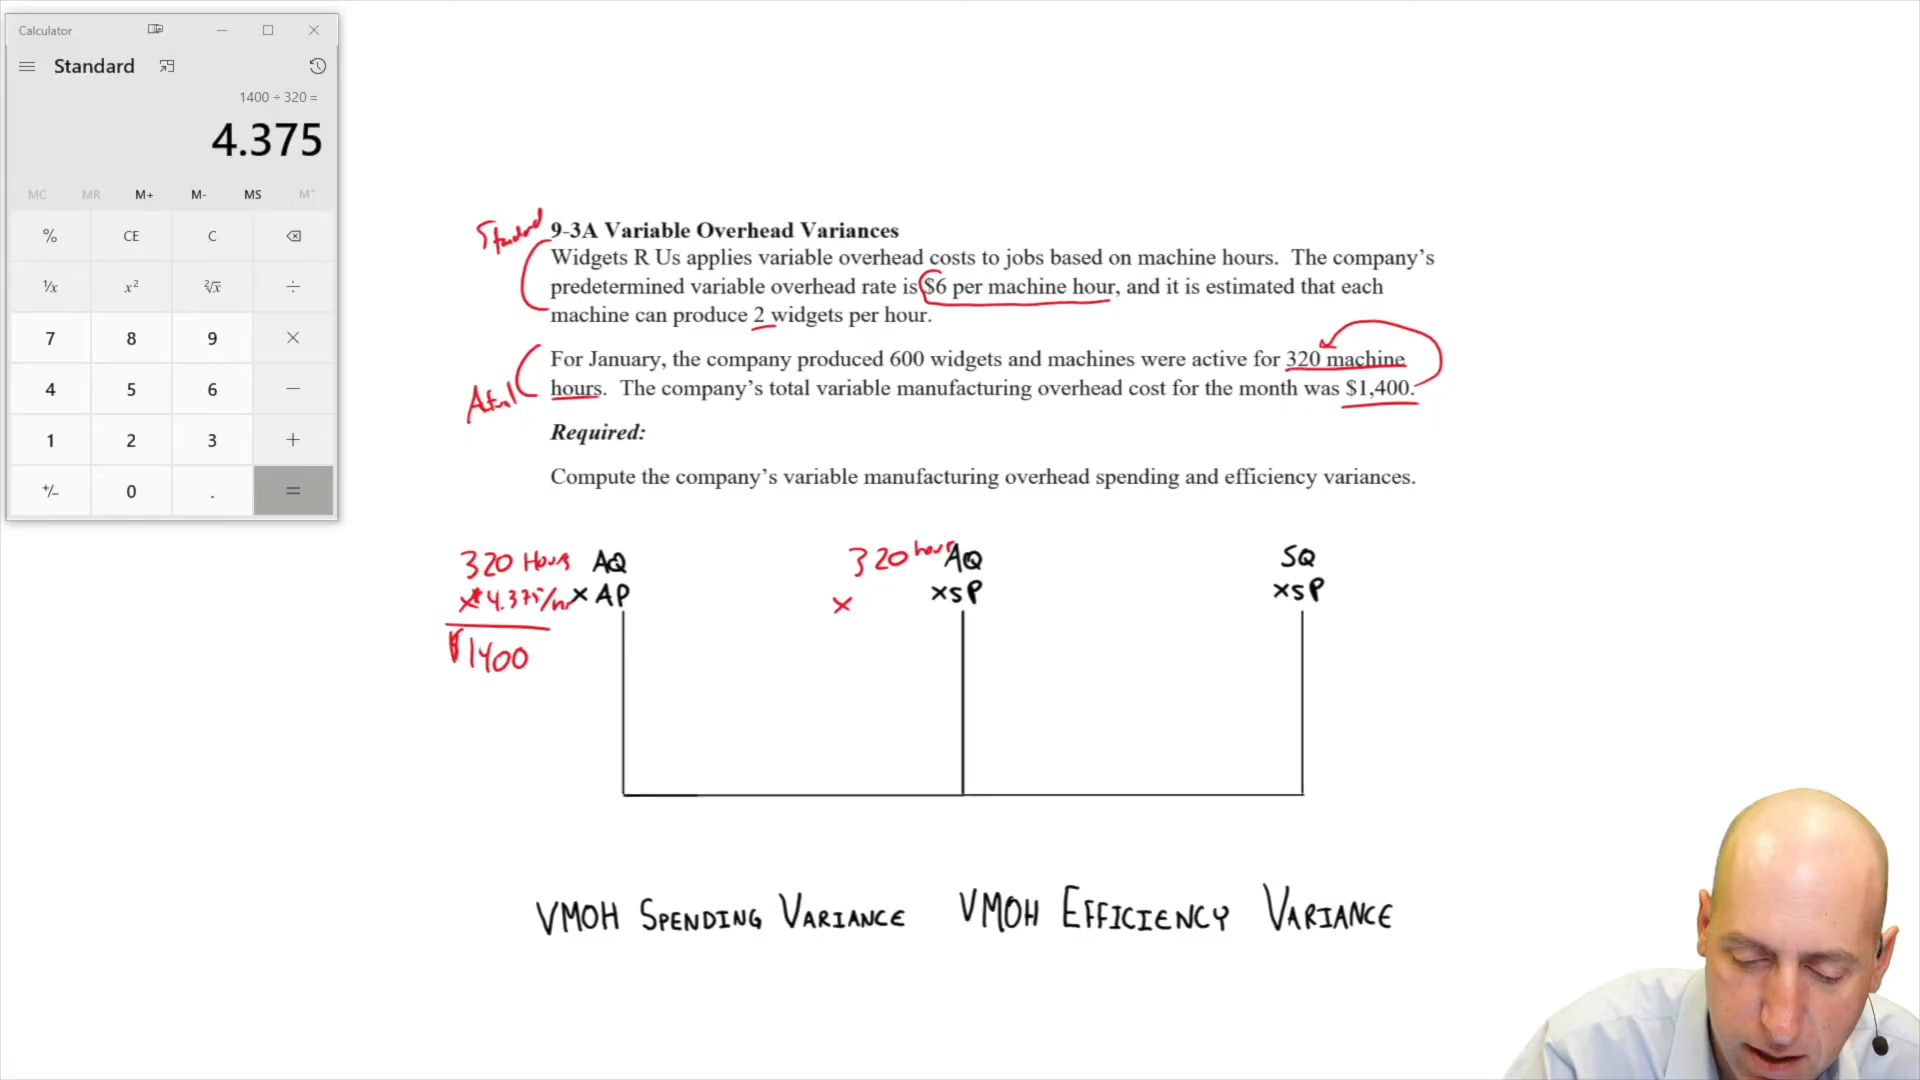 Calculator
Standard
1400 ÷ 320 =
4.375
MC MR M+ M- MS M˅
% CE C ⌫
¹/x x² ²√x ÷
7 8 9 ×
4 5 6 −
1 2 3 +
+/− 0 . =
Standard
9-3A Variable Overhead Variances
Widgets R Us applies variable overhead costs to jobs based on machine hours. The company's
predetermined variable overhead rate is $6 per machine hour, and it is estimated that each
machine can produce 2 widgets per hour.
Actual
For January, the company produced 600 widgets and machines were active for 320 machine
hours. The company's total variable manufacturing overhead cost for the month was $1,400.
Required:
Compute the company's variable manufacturing overhead spending and efficiency variances.
320 Hours AQ
x $4.375/hr x AP
$1400
320 hours AQ
x xSP
SQ
xSP
VMOH SPENDING VARIANCE
VMOH EFFICIENCY VARIANCE